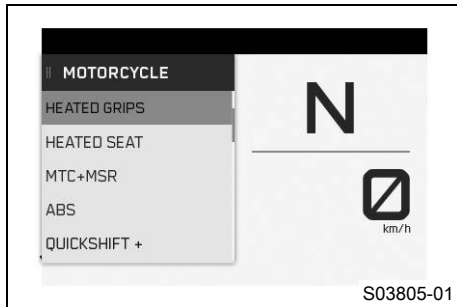 MOTORCYCLE
HEATED GRIPS
HEATED SEAT
MTC+MSR
ABS
QUICKSHIFT +
N
0
km/h
S03805-01